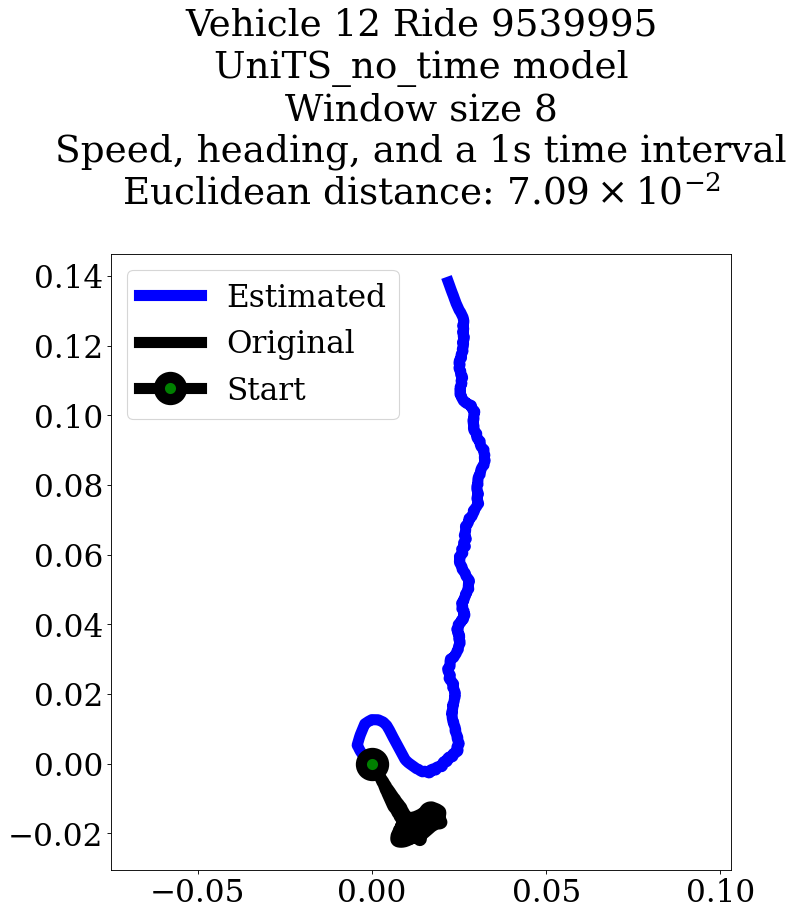 Vehicle 12 Ride 9539995
UniTS_no_time model
Window size 8
Speed, heading, and a 1s time interval
Euclidean distance: 7.09 × 10⁻²
Estimated
Original
Start
0.14
0.12
0.10
0.08
0.06
0.04
0.02
0.00
−0.02
−0.05
0.00
0.05
0.10